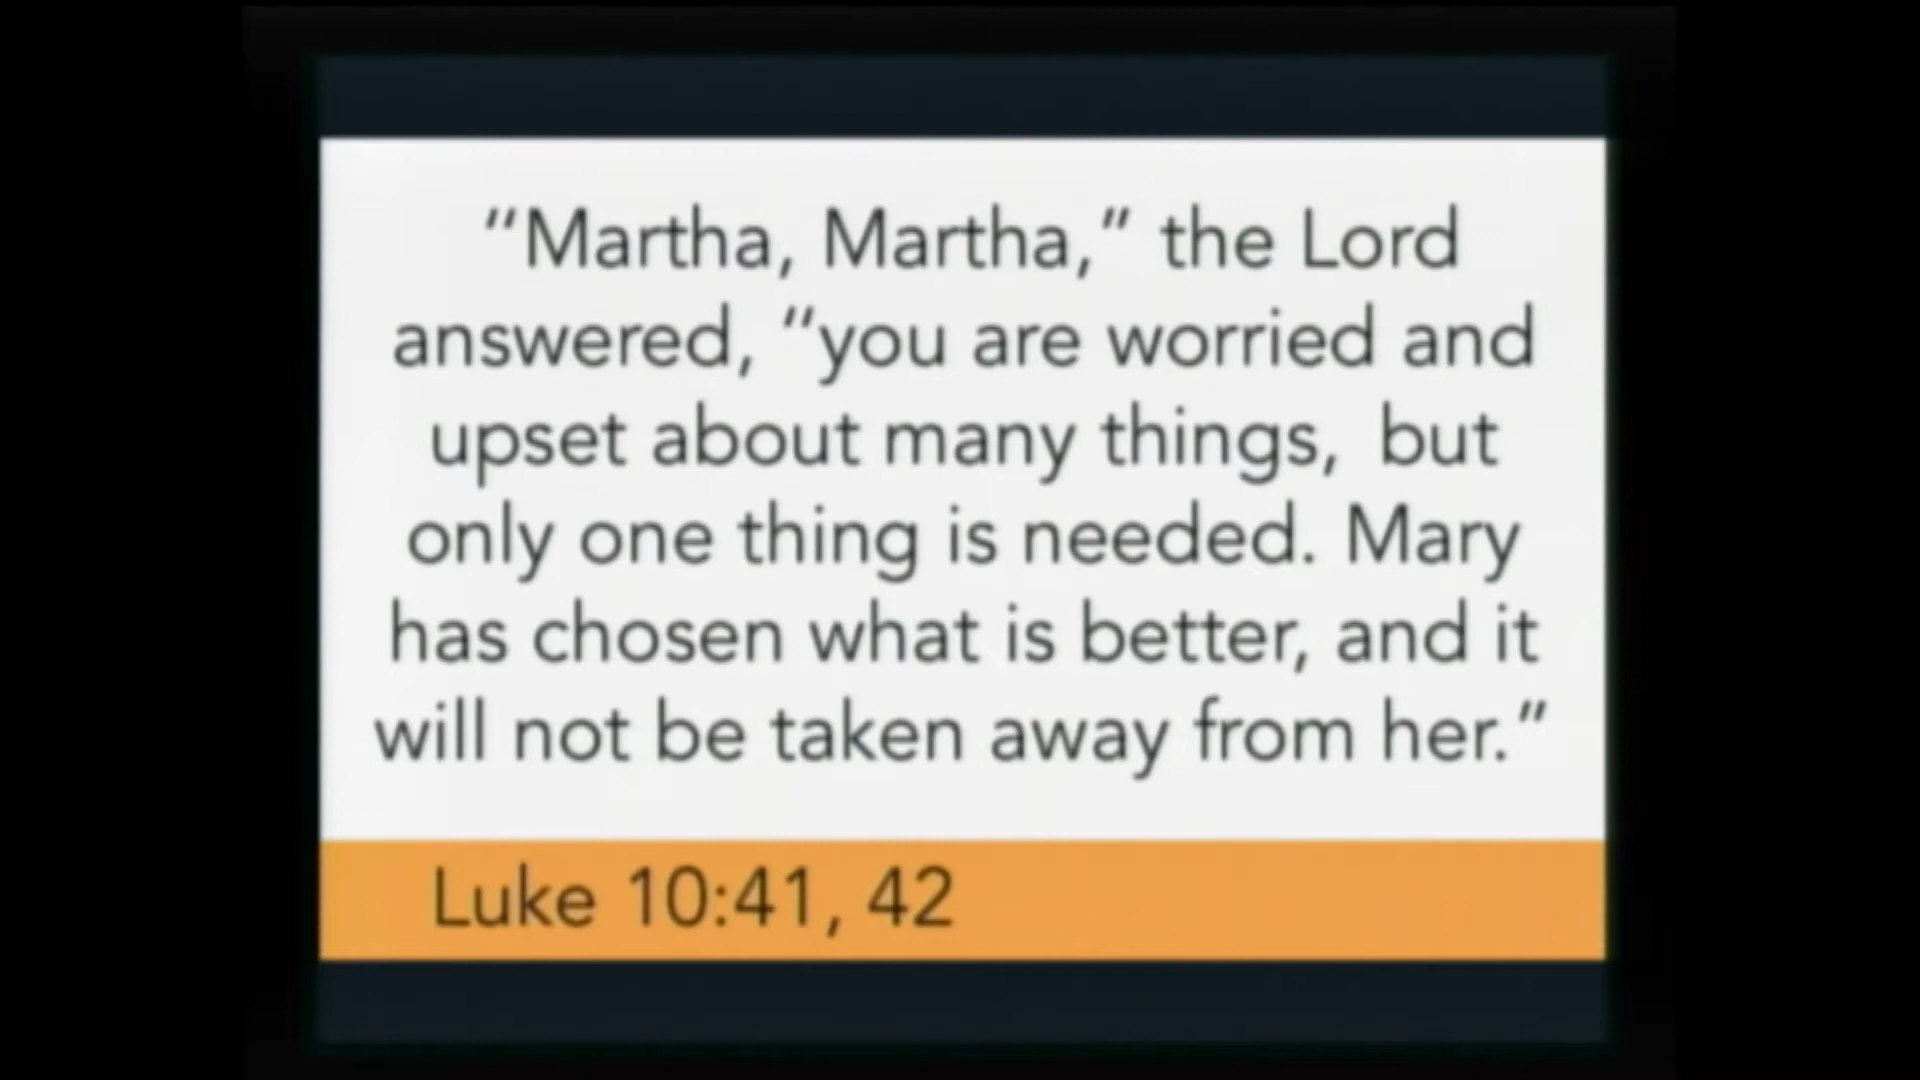 “Martha, Martha,” the Lord
answered, “you are worried and
upset about many things, but
only one thing is needed. Mary
has chosen what is better, and it
will not be taken away from her.”
Luke 10:41, 42